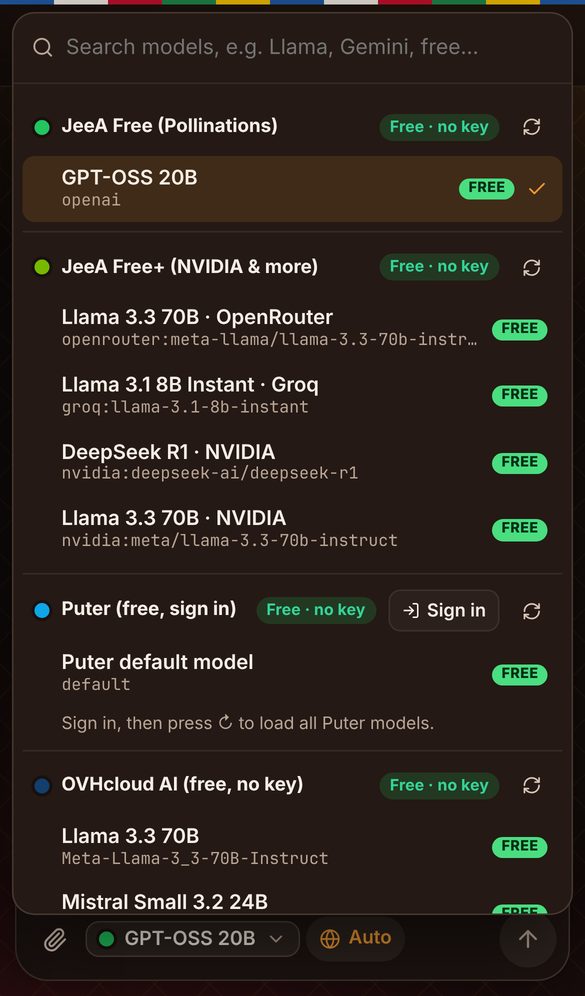 Search models, e.g. Llama, Gemini, free...
JeeA Free (Pollinations) Free · no key
GPT-OSS 20B FREE
openai
JeeA Free+ (NVIDIA & more) Free · no key
Llama 3.3 70B · OpenRouter FREE
openrouter:meta-llama/llama-3.3-70b-instr…
Llama 3.1 8B Instant · Groq FREE
groq:llama-3.1-8b-instant
DeepSeek R1 · NVIDIA FREE
nvidia:deepseek-ai/deepseek-r1
Llama 3.3 70B · NVIDIA FREE
nvidia:meta/llama-3.3-70b-instruct
Puter (free, sign in) Free · no key Sign in
Puter default model FREE
default
Sign in, then press ↻ to load all Puter models.
OVHcloud AI (free, no key) Free · no key
Llama 3.3 70B FREE
Meta-Llama-3_3-70B-Instruct
Mistral Small 3.2 24B FREE
GPT-OSS 20B Auto